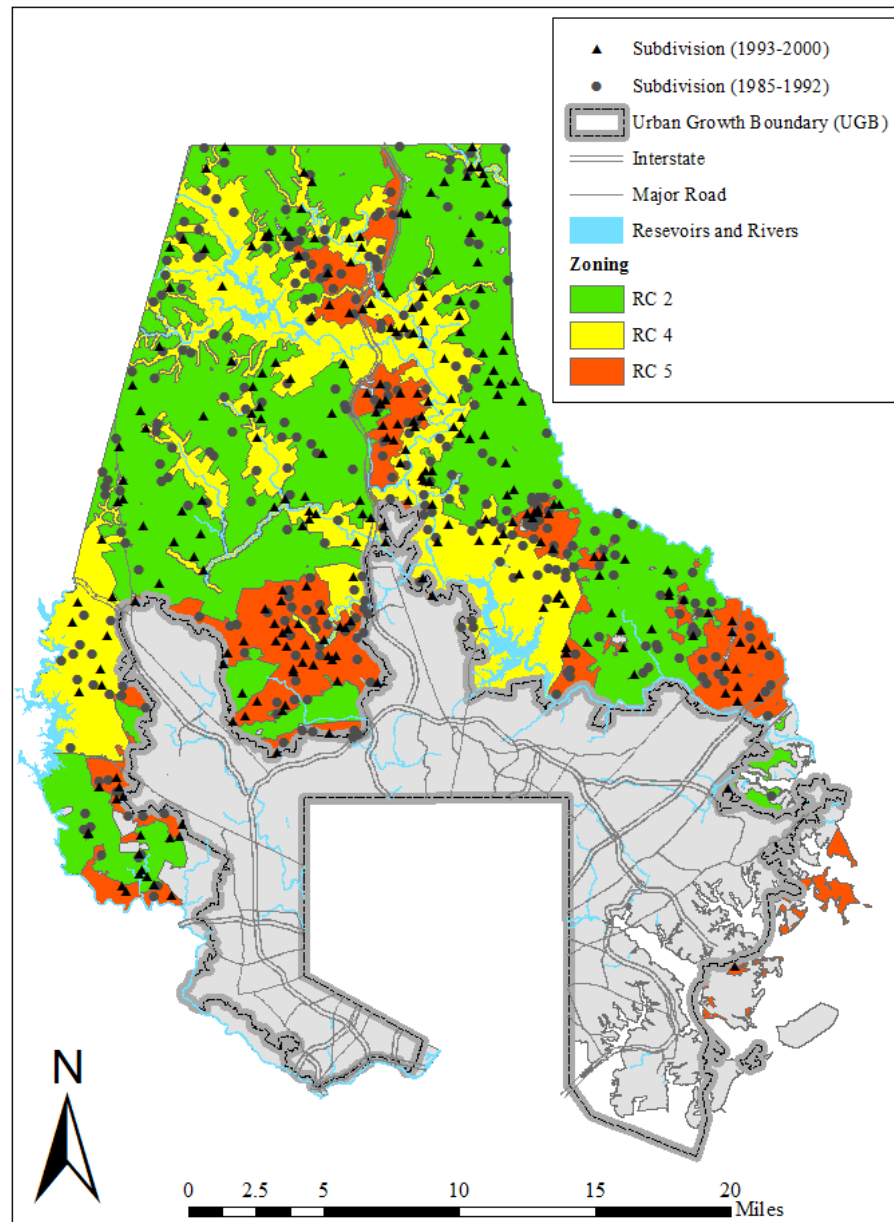 Subdivision (1993-2000)
Subdivision (1985-1992)
Urban Growth Boundary (UGB)
Interstate
Major Road
Resevoirs and Rivers
Zoning
RC 2
RC 4
RC 5
N
0 2.5 5 10 15 20
Miles